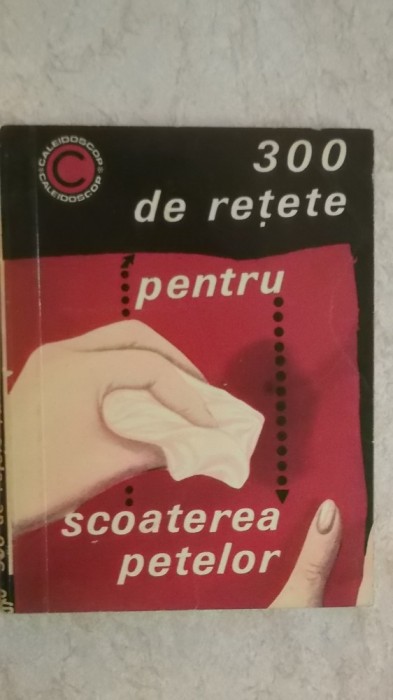 CALEIDOSCOP
CALEIDOSCOP
C
300
de rețete
pentru
scoaterea
petelor